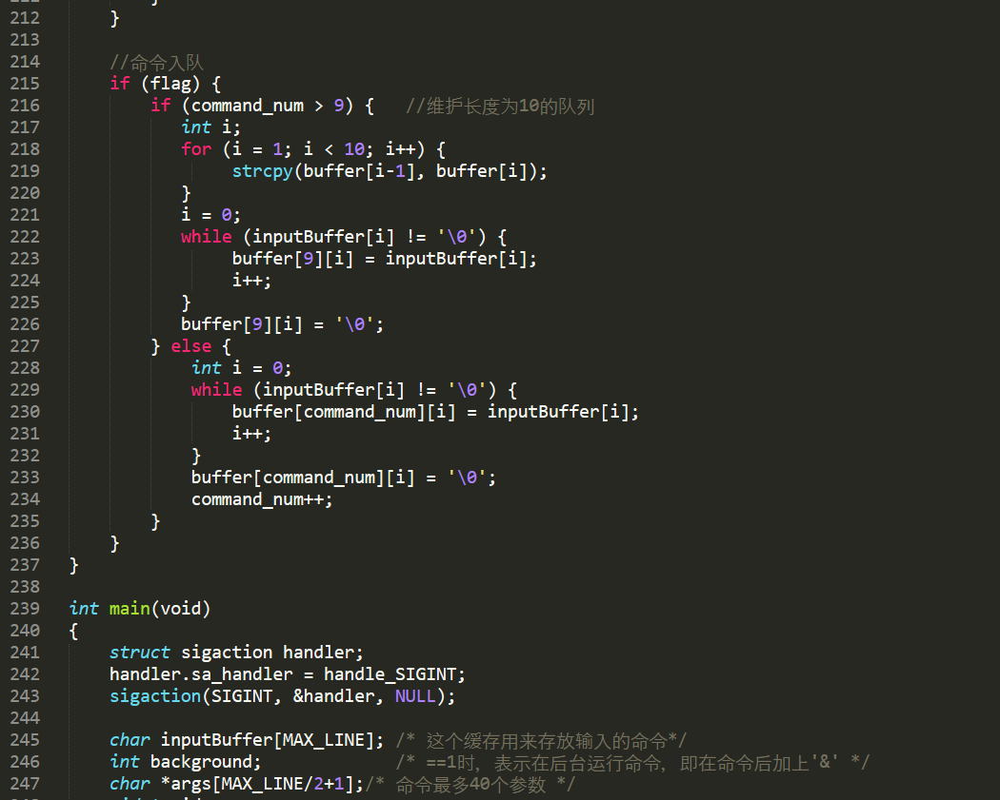 212 }
213
214 //命令入队
215 if (flag) {
216 if (command_num > 9) { //维护长度为10的队列
217 int i;
218 for (i = 1; i < 10; i++) {
219 strcpy(buffer[i-1], buffer[i]);
220 }
221 i = 0;
222 while (inputBuffer[i] != '\0') {
223 buffer[9][i] = inputBuffer[i];
224 i++;
225 }
226 buffer[9][i] = '\0';
227 } else {
228 int i = 0;
229 while (inputBuffer[i] != '\0') {
230 buffer[command_num][i] = inputBuffer[i];
231 i++;
232 }
233 buffer[command_num][i] = '\0';
234 command_num++;
235 }
236 }
237 }
238
239 int main(void)
240 {
241 struct sigaction handler;
242 handler.sa_handler = handle_SIGINT;
243 sigaction(SIGINT, &handler, NULL);
244
245 char inputBuffer[MAX_LINE]; /* 这个缓存用来存放输入的命令*/
246 int background; /* ==1时, 表示在后台运行命令, 即在命令后加上'&' */
247 char *args[MAX_LINE/2+1];/* 命令最多40个参数 */